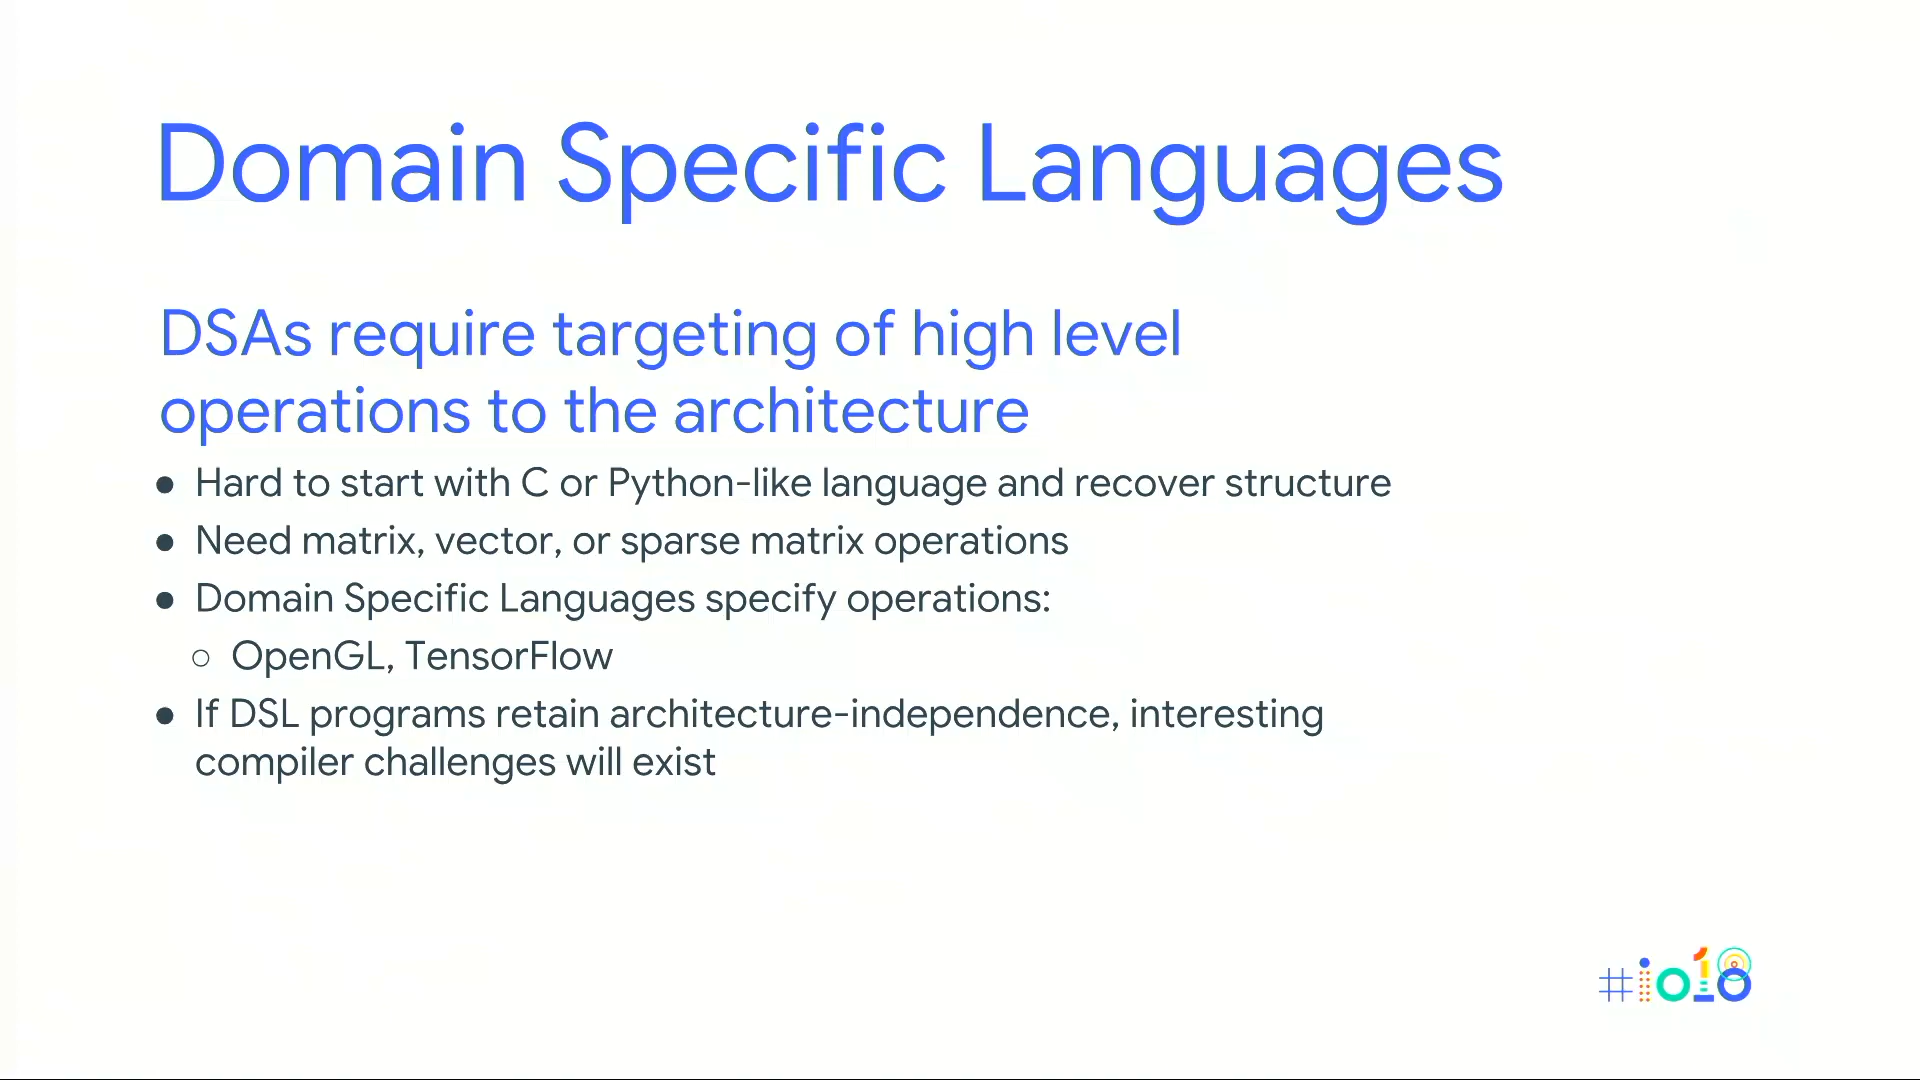 Domain Specific Languages
DSAs require targeting of high level
operations to the architecture
● Hard to start with C or Python-like language and recover structure
● Need matrix, vector, or sparse matrix operations
● Domain Specific Languages specify operations:
○ OpenGL, TensorFlow
● If DSL programs retain architecture-independence, interesting
compiler challenges will exist
#io18